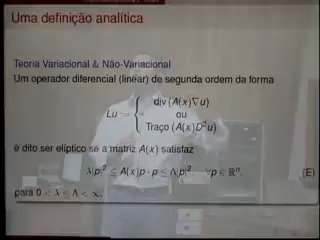 Uma definição analítica
Teoria Variacional & Não-Variacional
Um operador diferencial (linear) de segunda ordem da forma
div (A(x)∇u)
Lu := { ou
Traço (A(x)D²u)
é dito ser elíptico se a matriz A(x) satisfaz
λ|p|² ≤ A(x)p · p ≤ Λ|p|² ∀p ∈ ℝⁿ. (E)
para 0 < λ ≤ Λ < ∞.